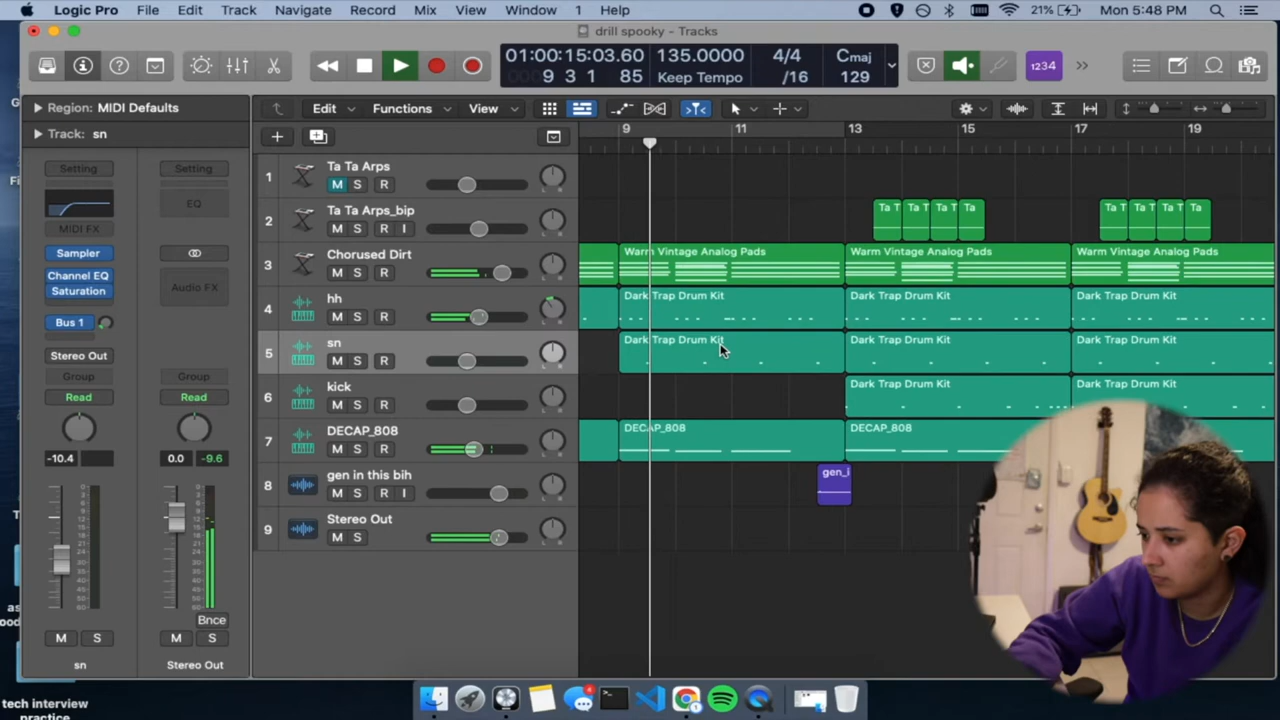 Logic Pro File Edit Track Navigate Record Mix View Window 1 Help 21% Mon 5:48 PM
drill spooky - Tracks
01:00:15:03.60 135.0000 4/4 Cmaj
9 3 1 85 Keep Tempo /16 129
1234
Region: MIDI Defaults
Edit Functions View
Track: sn
9 11 13 15 17 19
Setting Setting
EQ
MIDI FX
Sampler
Channel EQ
Saturation
Audio FX
Bus 1
Stereo Out
Group Group
Read Read
-10.4 0.0 -9.6
Bnce
M S M S
sn Stereo Out
1 Ta Ta Arps
M S R
2 Ta Ta Arps_bip
M S R I
Ta T Ta T Ta T Ta Ta T Ta T Ta T Ta
3 Chorused Dirt
M S R
Warm Vintage Analog Pads Warm Vintage Analog Pads Warm Vintage Analog Pads
4 hh
M S R
Dark Trap Drum Kit Dark Trap Drum Kit Dark Trap Drum Kit
5 sn
M S R
Dark Trap Drum Kit Dark Trap Drum Kit Dark Trap Drum Kit
6 kick
M S R
Dark Trap Drum Kit Dark Trap Drum Kit
7 DECAP_808
M S R
DECAP_808 DECAP_808
8 gen in this bih
M S R I
gen_i
9 Stereo Out
M S
tech interview
practice